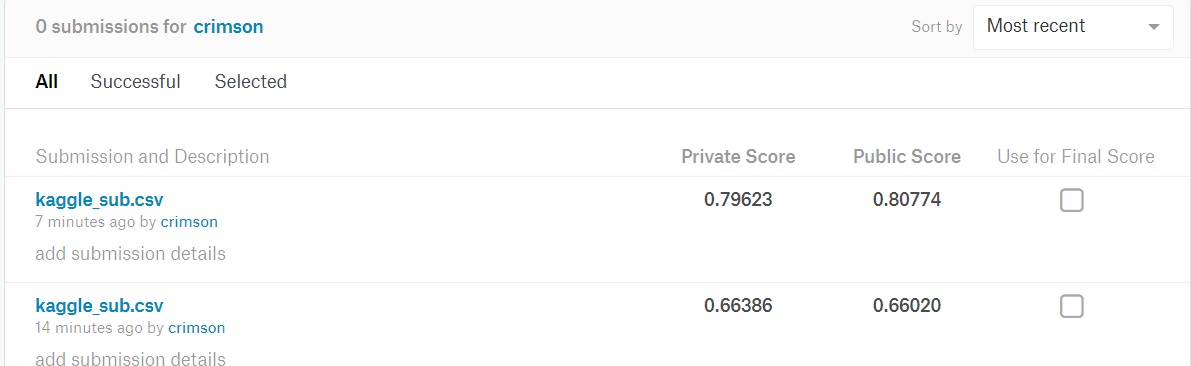 0 submissions for crimson Sort by Most recent
All Successful Selected
Submission and Description Private Score Public Score Use for Final Score
kaggle_sub.csv 0.79623 0.80774
7 minutes ago by crimson
add submission details
kaggle_sub.csv 0.66386 0.66020
14 minutes ago by crimson
add submission details